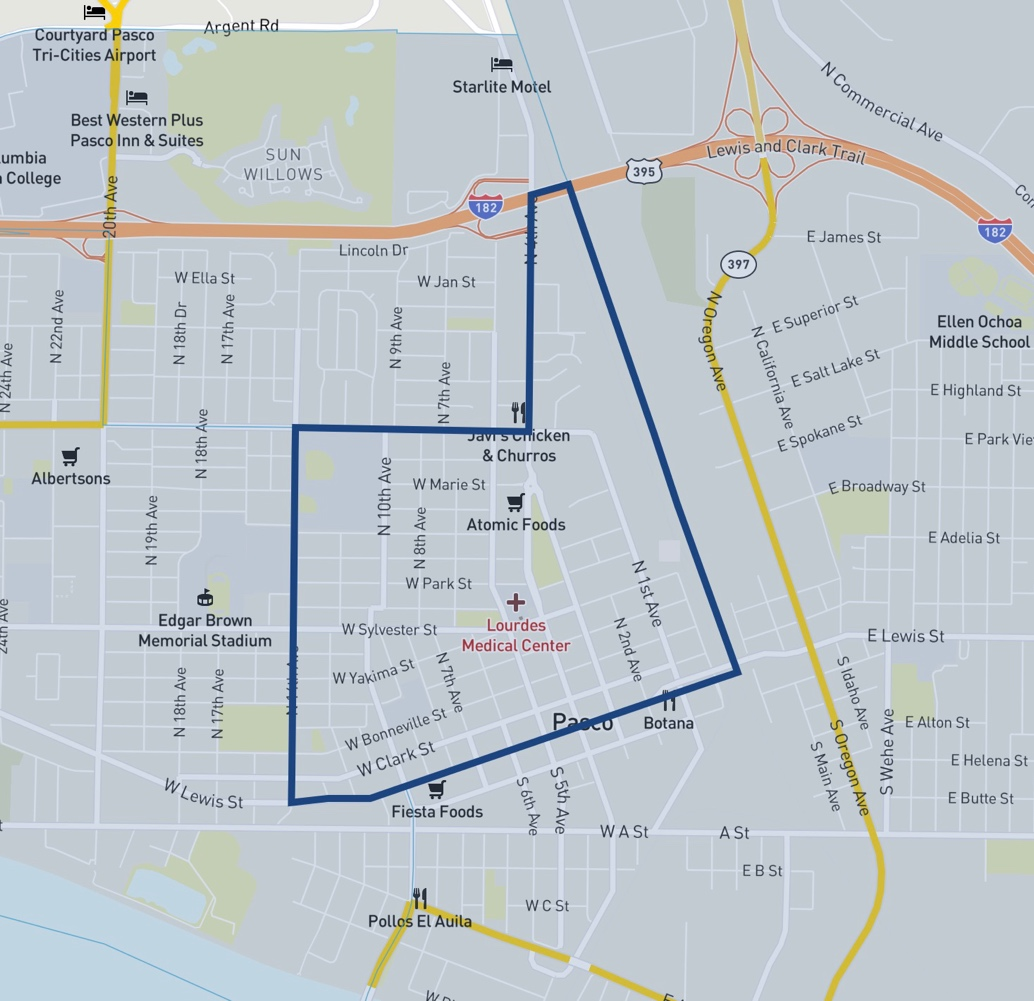 Argent Rd
Courtyard Pasco
Tri-Cities Airport
Starlite Motel
N Commercial Ave
Best Western Plus
Pasco Inn & Suites
SUN
WILLOWS
lumbia
College
395
Lewis and Clark Trail
20th Ave
182
182
Lincoln Dr
E James St
W Ella St
W Jan St
397
N 22nd Ave
N 18th Dr
N 17th Ave
N 9th Ave
N Oregon Ave
E Superior St
Ellen Ochoa
Middle School
N California Ave
N 24th Ave
N 7th Ave
E Salt Lake St
E Highland St
Javi's Chicken
& Churros
E Spokane St
E Park Vie
N 18th Ave
Albertsons
N 10th Ave
W Marie St
E Broadway St
Atomic Foods
N 19th Ave
N 8th Ave
E Adelia St
W Park St
N 1st Ave
Edgar Brown
Memorial Stadium
Lourdes
Medical Center
24th Ave
W Sylvester St
N 2nd Ave
E Lewis St
W Yakima St
N 7th Ave
N 18th Ave
N 17th Ave
S Idaho Ave
Pasco
Botana
W Bonneville St
S Wehe Ave
E Alton St
W Clark St
S Oregon Ave
E Helena St
W Lewis St
Fiesta Foods
S 6th Ave
S 5th Ave
S Main Ave
E Butte St
W A St
A St
E B St
Pollos El Auila
W C St